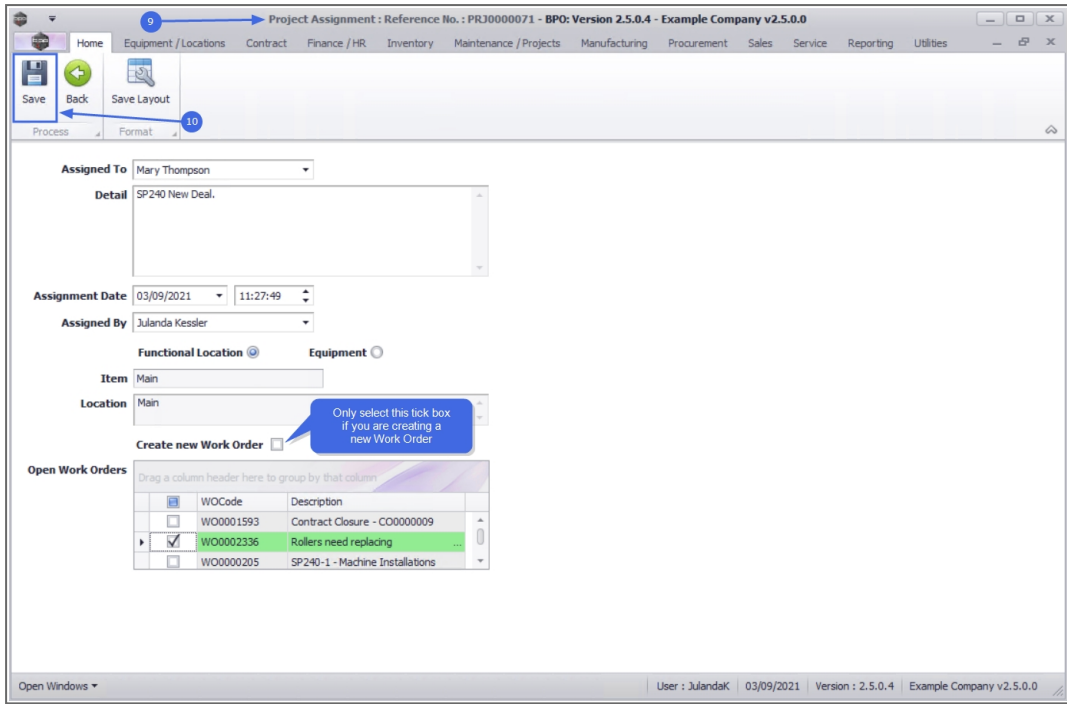 9
Project Assignment : Reference No. : PRJ0000071 - BPO: Version 2.5.0.4 - Example Company v2.5.0.0
Home Equipment / Locations Contract Finance / HR Inventory Maintenance / Projects Manufacturing Procurement Sales Service Reporting Utilities
Save Back Save Layout
10
Process Format
Assigned To Mary Thompson
Detail SP240 New Deal.
Assignment Date 03/09/2021 11:27:49
Assigned By Julanda Kessler
Functional Location Equipment
Item Main
Location Main
Only select this tick box
if you are creating a
new Work Order
Create new Work Order
Open Work Orders
Drag a column header here to group by that column
WOCode Description
WO0001593 Contract Closure - CO0000009
WO0002336 Rollers need replacing ...
WO0000205 SP240-1 - Machine Installations
Open Windows User : JulandaK 03/09/2021 Version : 2.5.0.4 Example Company v2.5.0.0